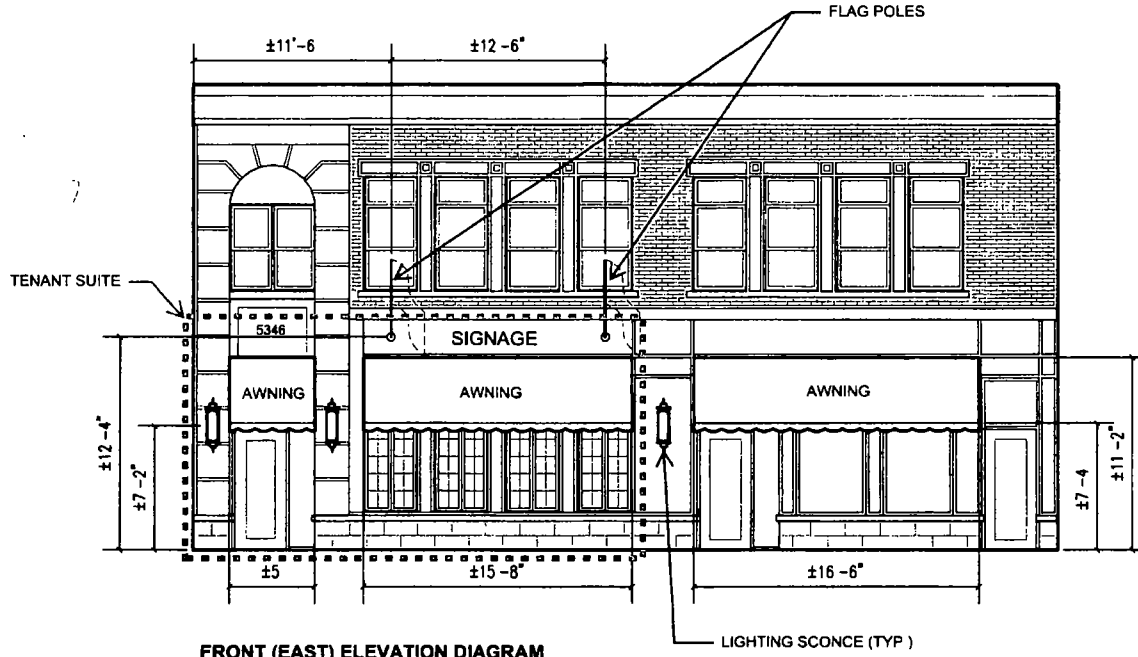 FLAG POLES
±11'-6
±12 -6"
TENANT SUITE
5346
SIGNAGE
AWNING
AWNING
AWNING
±12 -4"
±7 -2"
±7 -4
±11 -2"
±5
±15 -8"
±16 -6"
LIGHTING SCONCE (TYP )
FRONT (EAST) ELEVATION DIAGRAM